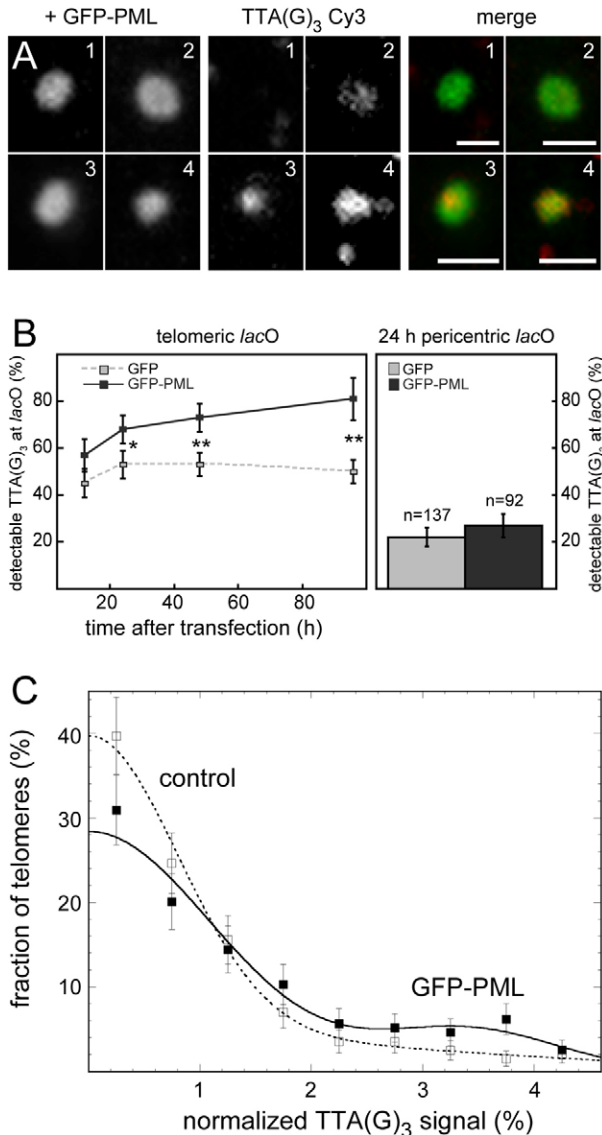 + GFP-PML TTA(G)3 Cy3 merge
A
1 2 1 2 1 2
3 4 3 4 3 4
B
telomeric lacO 24 h pericentric lacO
detectable TTA(G)3 at lacO (%)
80
60
40
20
GFP
GFP-PML
*
**
**
20 40 60 80
time after transfection (h)
GFP
GFP-PML
n=137
n=92
80
60
40
20
detectable TTA(G)3 at lacO (%)
C
fraction of telomeres (%)
40
30
20
10
control
GFP-PML
1 2 3 4
normalized TTA(G)3 signal (%)